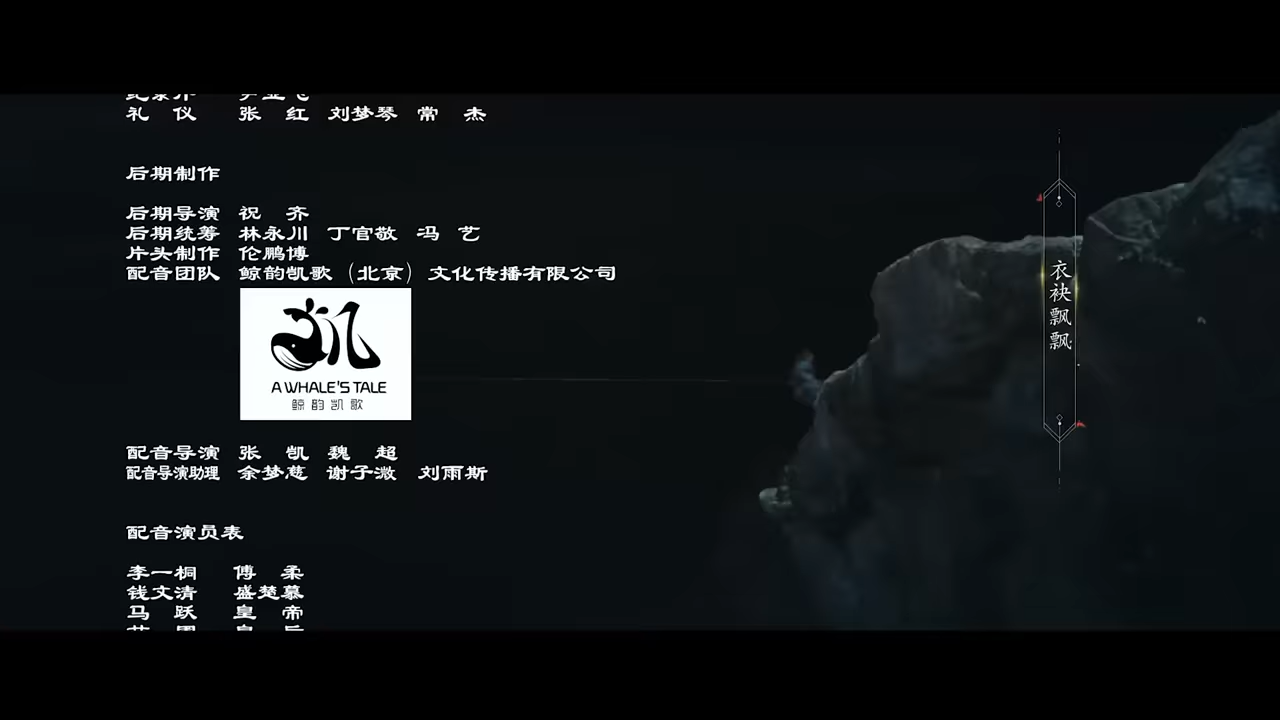 礼 仪 张 红 刘梦琴 常 杰
后期制作
后期导演 祝 齐
后期统筹 林永川 丁官敬 冯 艺
片头制作 伦鹏博
配音团队 鲸韵凯歌（北京）文化传播有限公司
凯
A WHALE'S TALE
鲸韵凯歌
配音导演 张 凯 魏 超
配音导演助理 余梦慈 谢子溦 刘雨斯
配音演员表
李一桐 傅 柔
钱文清 盛楚慕
马 跃 皇 帝
衣袂飘飘